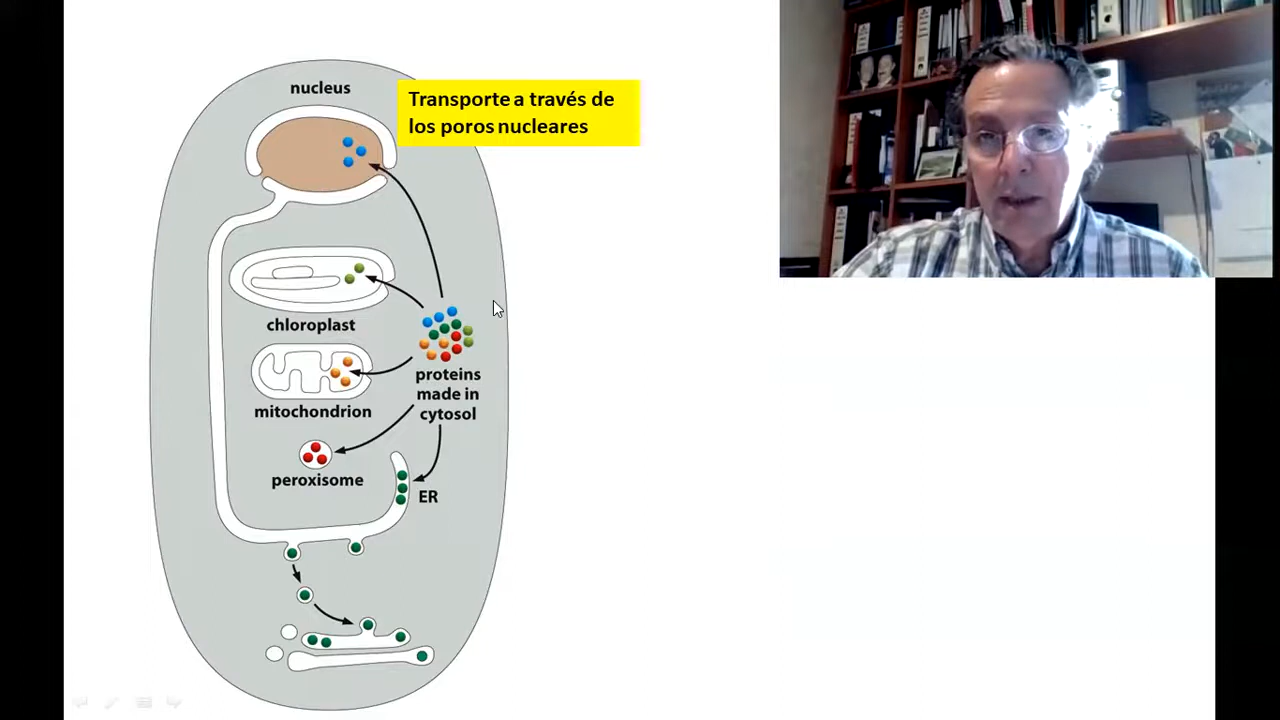 nucleus
Transporte a través de
los poros nucleares
chloroplast
proteins
made in
cytosol
mitochondrion
peroxisome
ER